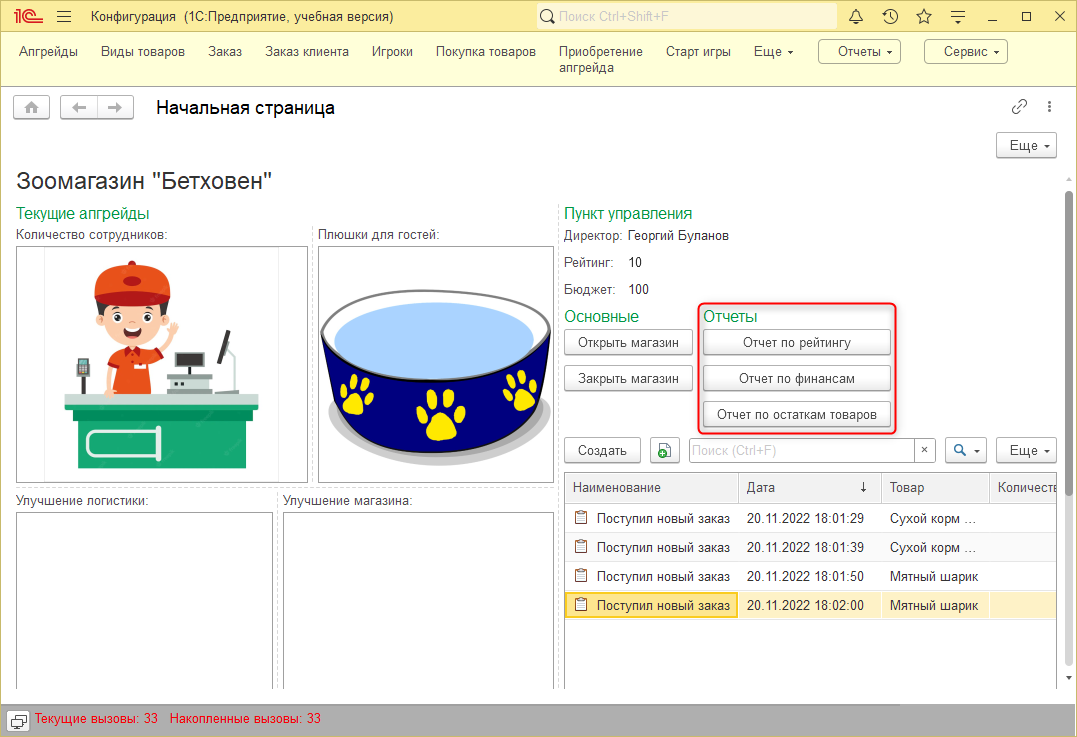 1С Конфигурация (1С:Предприятие, учебная версия) Поиск Ctrl+Shift+F
Апгрейды Виды товаров Заказ Заказ клиента Игроки Покупка товаров Приобретение апгрейда Старт игры Еще Отчеты Сервис
Начальная страница
Еще
Зоомагазин "Бетховен"
Текущие апгрейды
Количество сотрудников:
Плюшки для гостей:
Улучшение логистики:
Улучшение магазина:
Пункт управления
Директор: Георгий Буланов
Рейтинг: 10
Бюджет: 100
Основные
Открыть магазин
Закрыть магазин
Отчеты
Отчет по рейтингу
Отчет по финансам
Отчет по остаткам товаров
Создать Поиск (Ctrl+F) × Еще
Наименование Дата ↓ Товар Количеств
Поступил новый заказ 20.11.2022 18:01:29 Сухой корм ...
Поступил новый заказ 20.11.2022 18:01:39 Сухой корм ...
Поступил новый заказ 20.11.2022 18:01:50 Мятный шарик
Поступил новый заказ 20.11.2022 18:02:00 Мятный шарик
Текущие вызовы: 33 Накопленные вызовы: 33